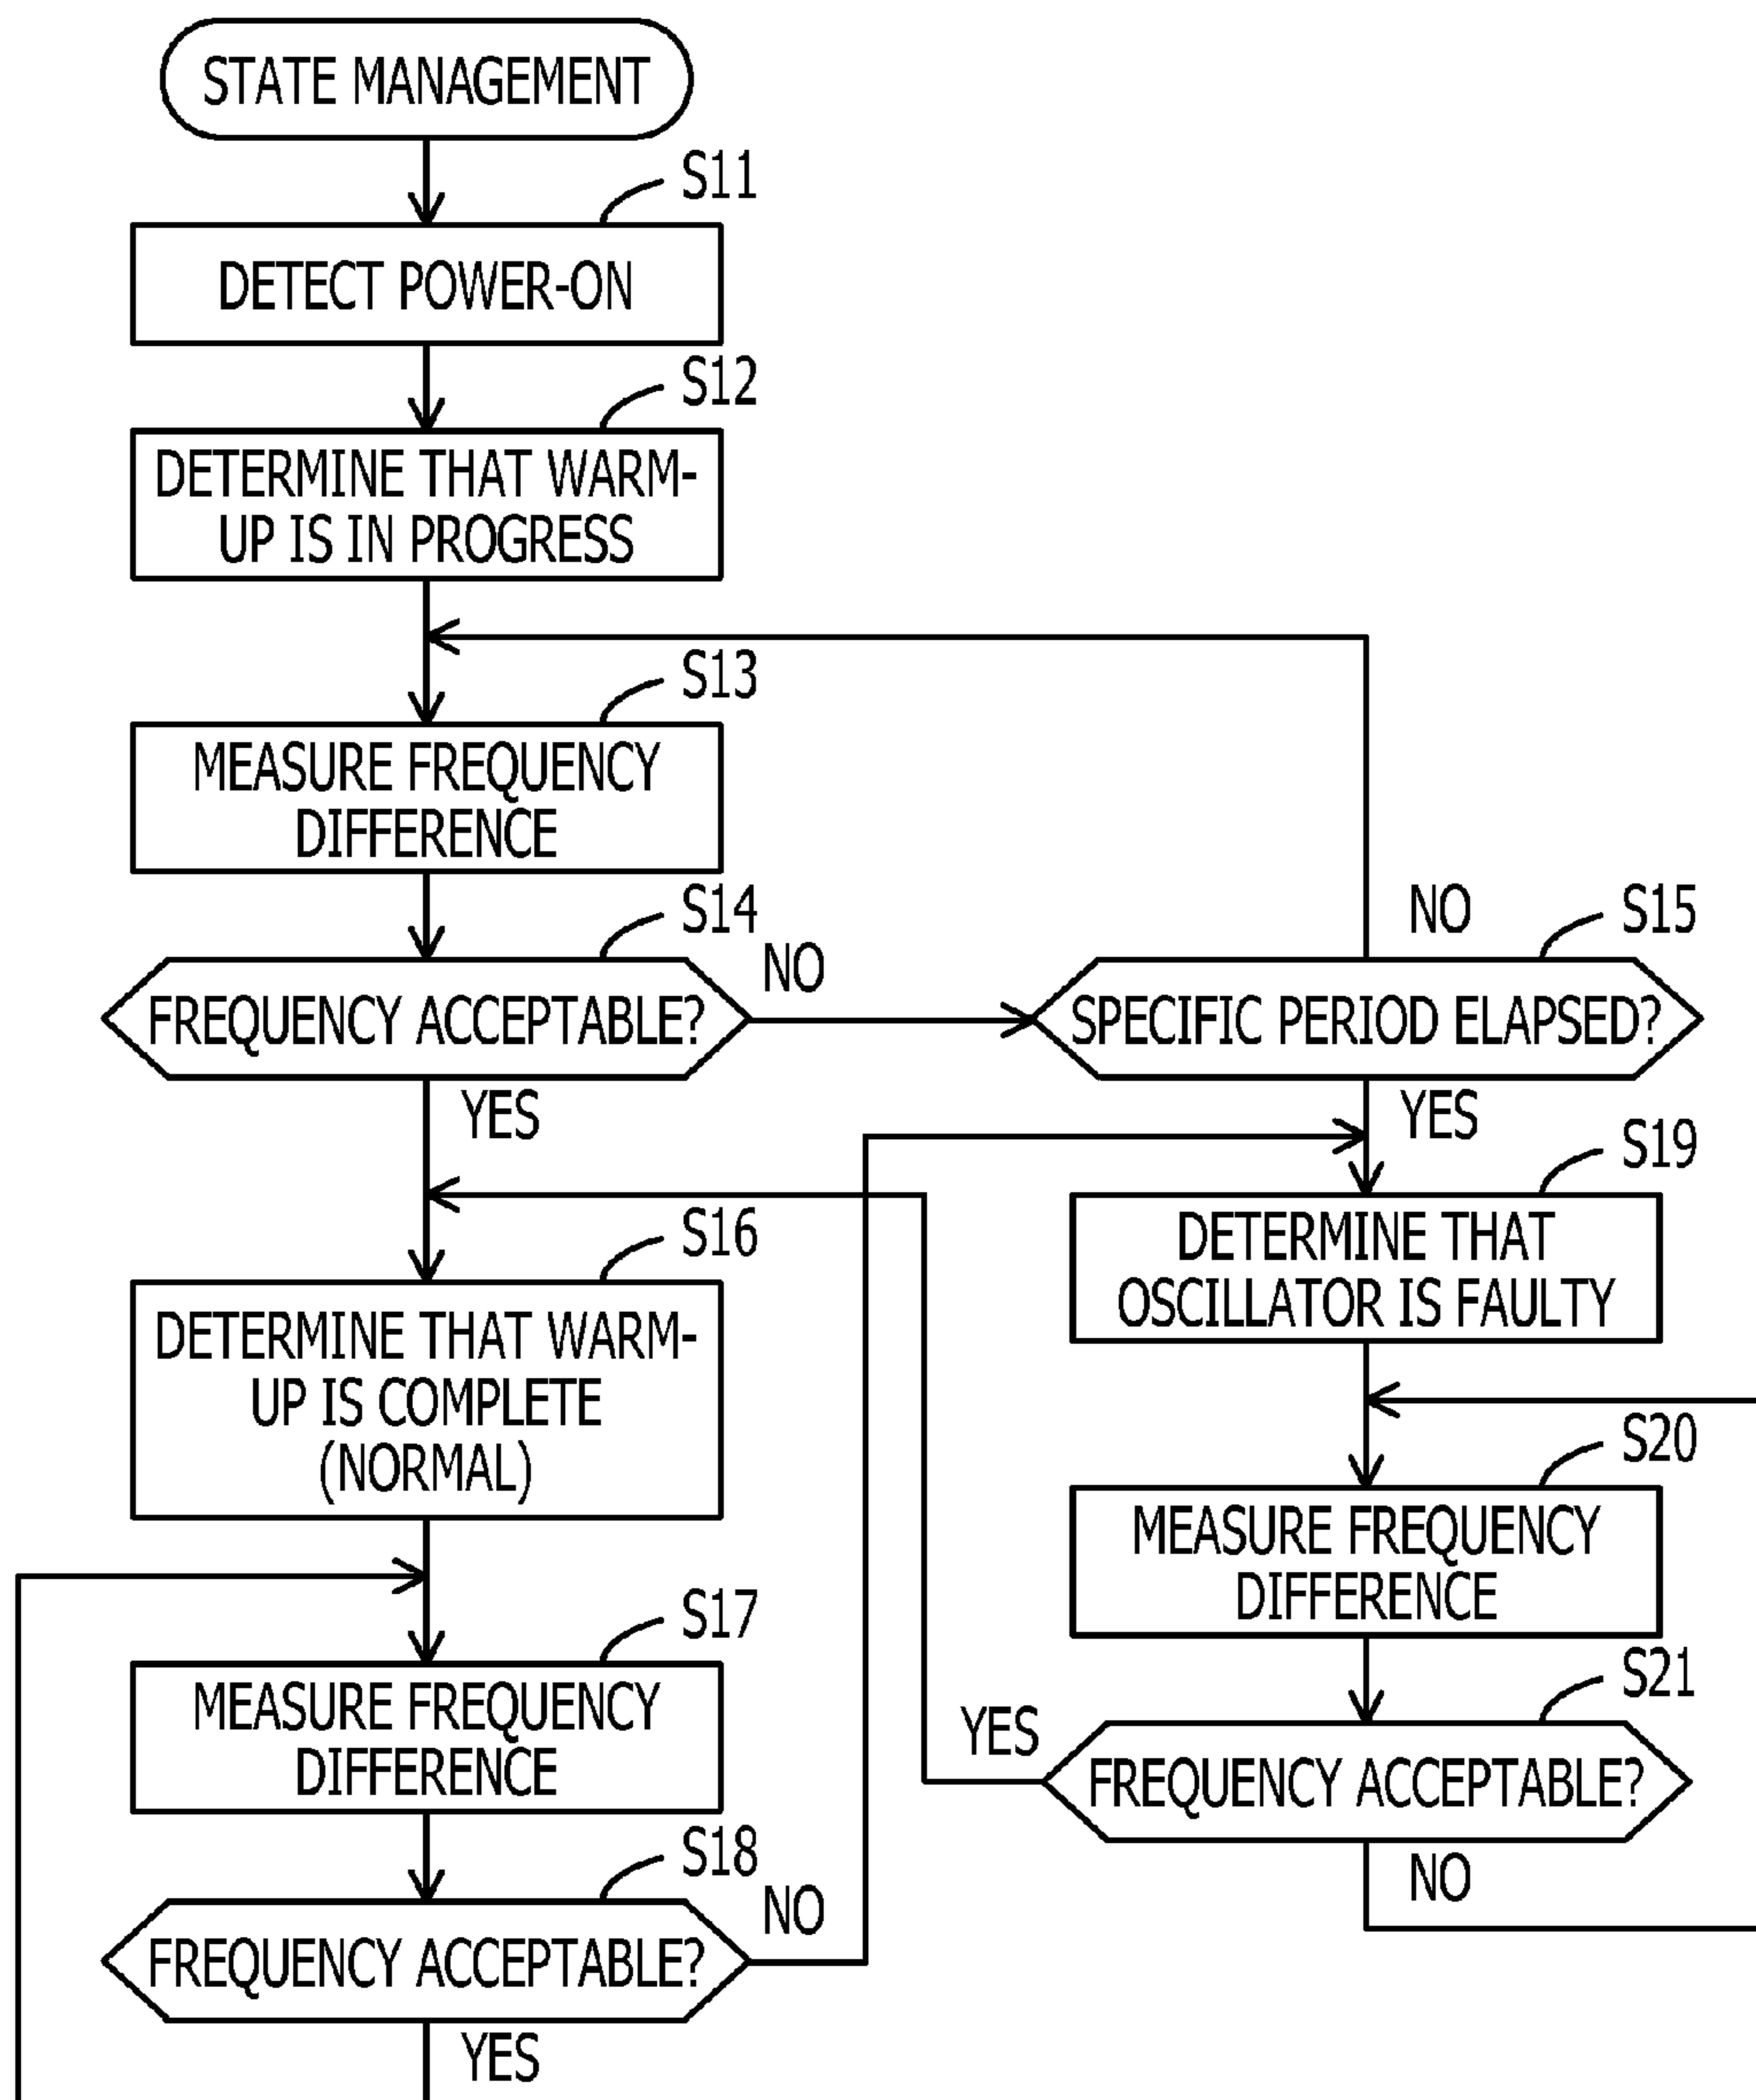 STATE MANAGEMENT
S11
DETECT POWER-ON
S12
DETERMINE THAT WARM-
UP IS IN PROGRESS
S13
MEASURE FREQUENCY
DIFFERENCE
S14
FREQUENCY ACCEPTABLE?
NO
YES
S15
SPECIFIC PERIOD ELAPSED?
NO
YES
S16
DETERMINE THAT WARM-
UP IS COMPLETE
(NORMAL)
S17
MEASURE FREQUENCY
DIFFERENCE
S18
FREQUENCY ACCEPTABLE?
NO
YES
S19
DETERMINE THAT
OSCILLATOR IS FAULTY
S20
MEASURE FREQUENCY
DIFFERENCE
S21
FREQUENCY ACCEPTABLE?
YES
NO